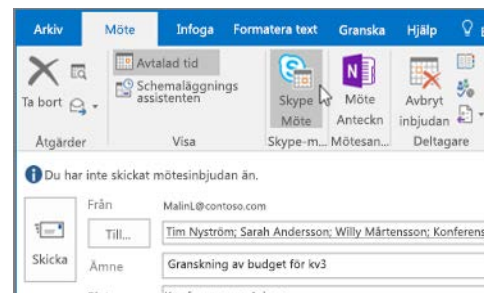 Arkiv Möte Infoga Formatera text Granska Hjälp
Ta bort
Avtalad tid
Schemaläggnings
assistenten
Skype
Möte
Möte
Anteckn
Avbryt
inbjudan
Åtgärder Visa Skype-m... Mötesan... Deltagare
Du har inte skickat mötesinbjudan än.
Skicka
Från MalinL@contoso.com
Till... Tim Nyström; Sarah Andersson; Willy Mårtensson; Konferens
Ämne Granskning av budget för kv3